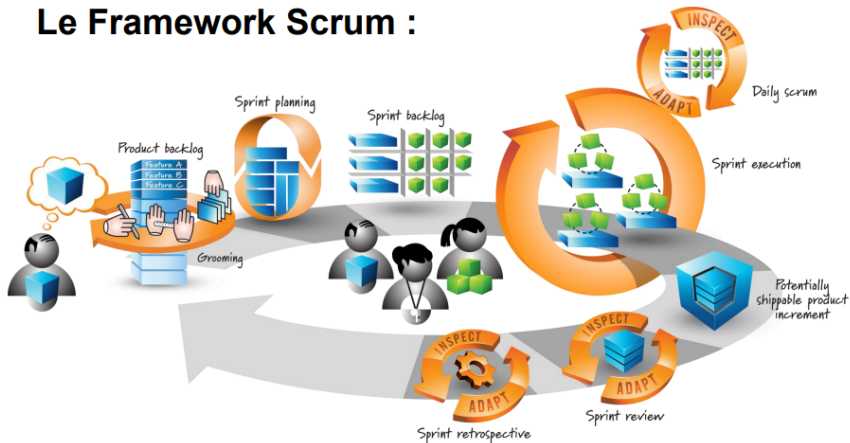 Le Framework Scrum :
Sprint planning
Sprint backlog
Product backlog
Feature A
Feature B
Feature C
Grooming
INSPECT
ADAPT
Daily scrum
Sprint execution
Potentially
shippable product
increment
INSPECT
ADAPT
Sprint review
INSPECT
ADAPT
Sprint retrospective